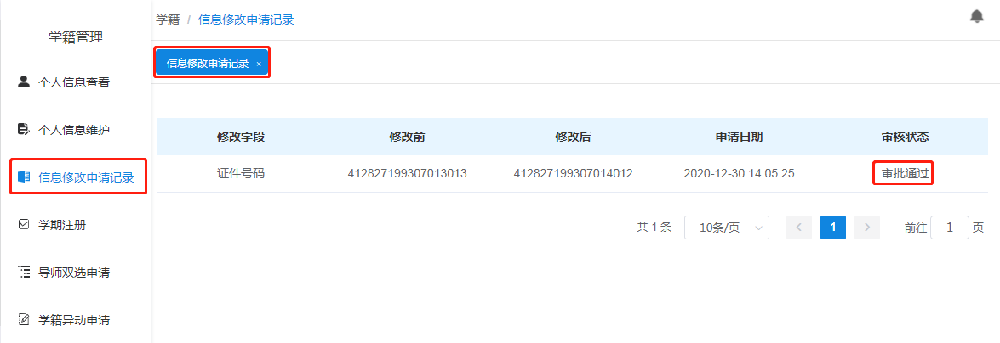 学籍管理
个人信息查看
个人信息维护
信息修改申请记录
学期注册
导师双选申请
学籍异动申请
学籍 / 信息修改申请记录
信息修改申请记录 ×
修改字段 修改前 修改后 申请日期 审核状态
证件号码 412827199307013013 412827199307014012 2020-12-30 14:05:25 审批通过
共 1 条 10条/页 1 前往 1 页